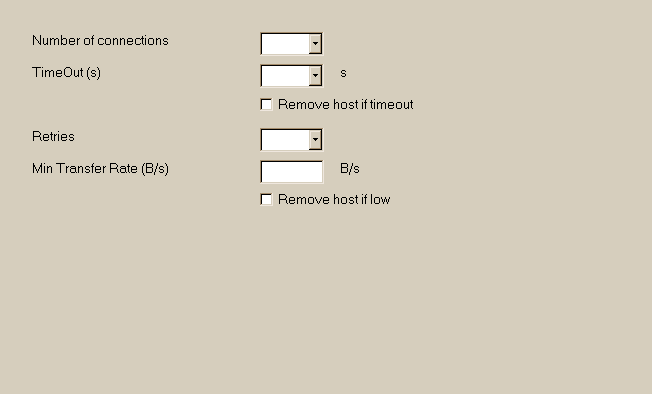 Number of connections
TimeOut (s) s
Remove host if timeout
Retries
Min Transfer Rate (B/s) B/s
Remove host if low